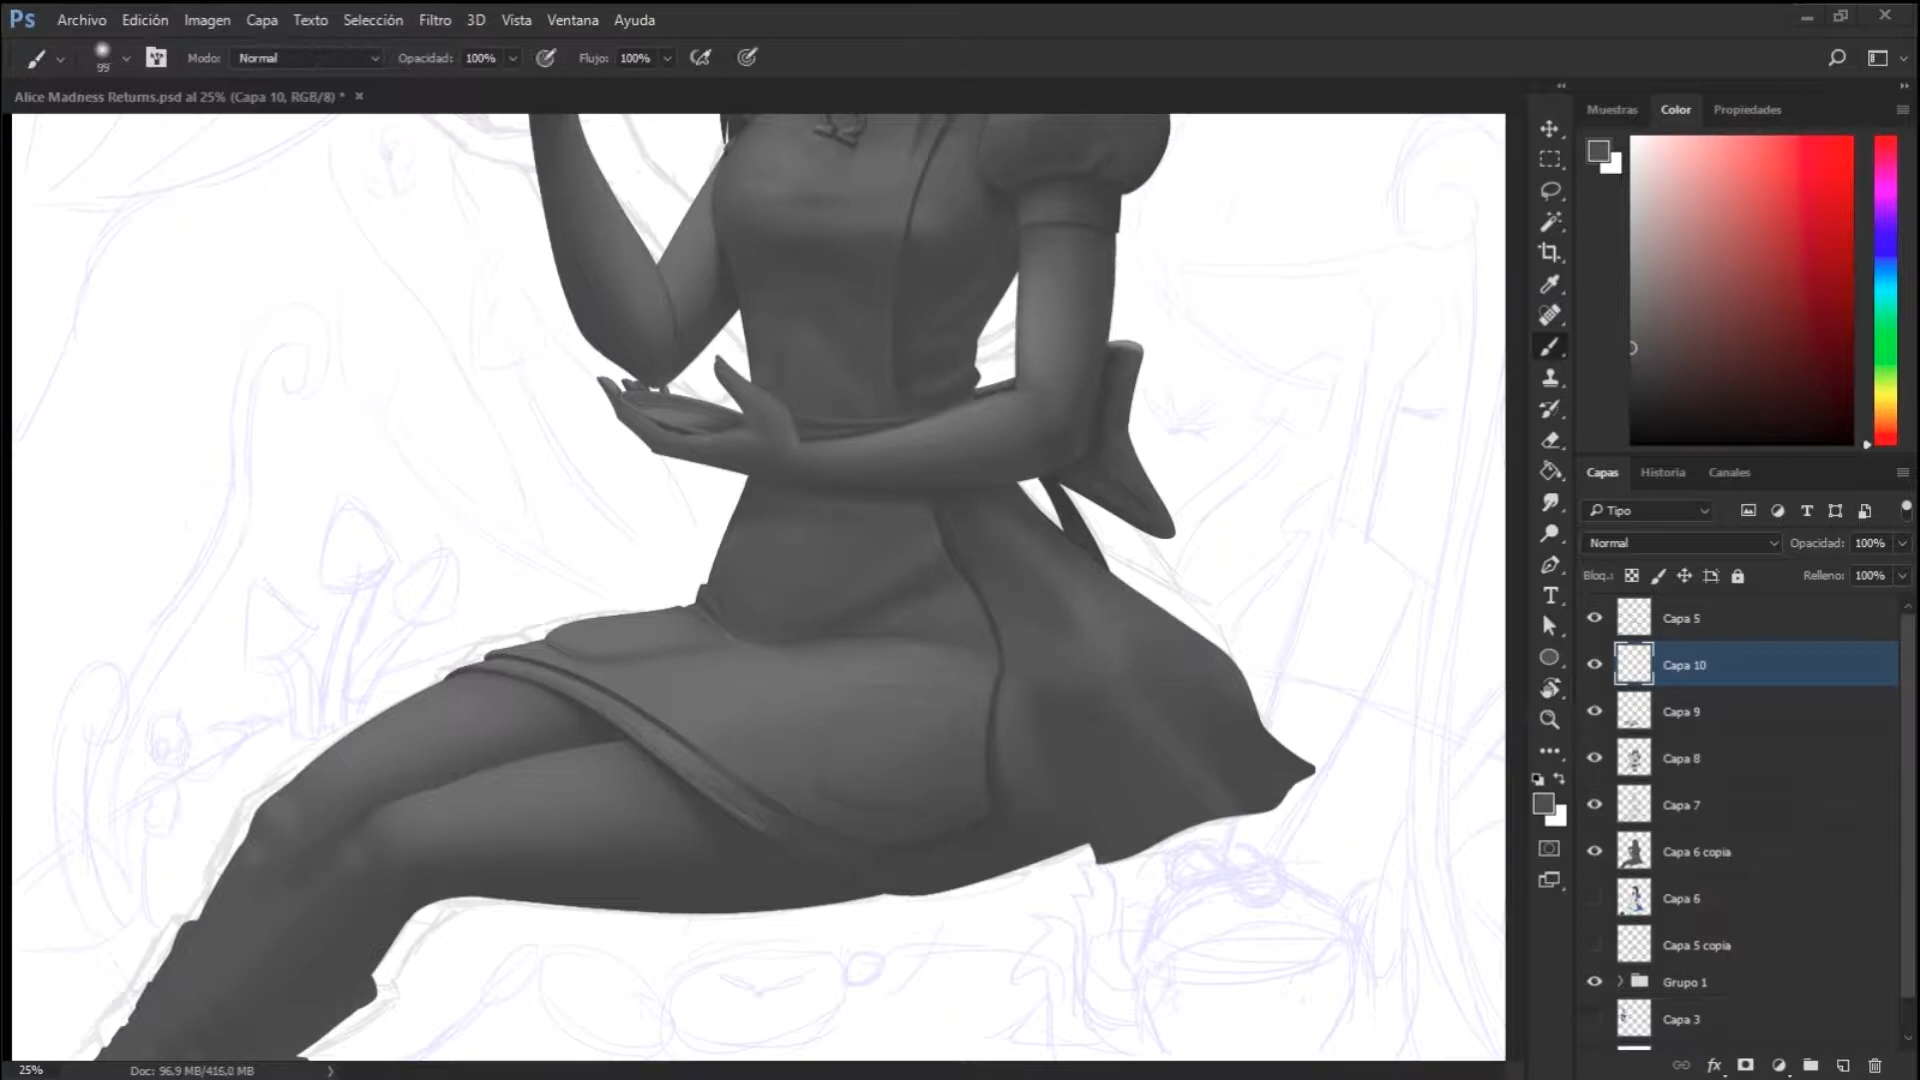 Ps Archivo Edición Imagen Capa Texto Selección Filtro 3D Vista Ventana Ayuda
99 Modo: Normal Opacidad: 100% Flujo: 100%
Alice Madness Returns.psd al 25% (Capa 10, RGB/8) * ×
Muestras Color Propiedades
Capas Historia Canales
Tipo
Normal Opacidad: 100%
Bloq.: Relleno: 100%
Capa 5
Capa 10
Capa 9
Capa 8
Capa 7
Capa 6 copia
Capa 6
Capa 5 copia
Grupo 1
Capa 3
fx
25% Doc: 96,9 MB/416,0 MB